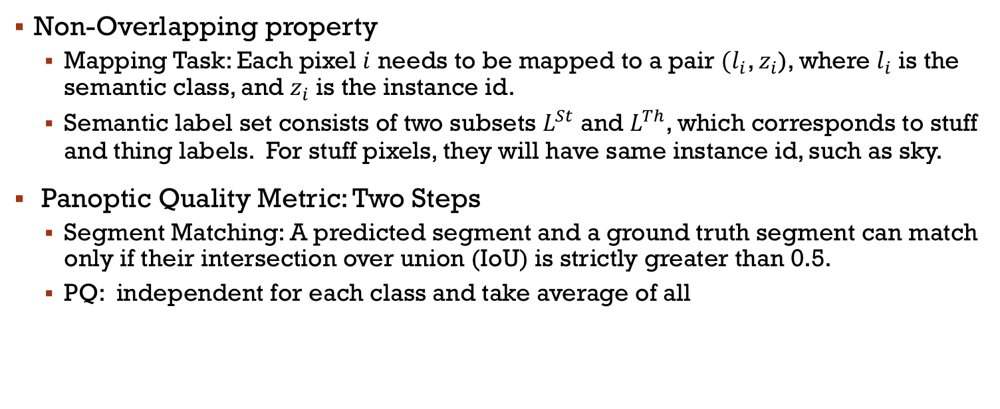 ▪ Non-Overlapping property
▪ Mapping Task: Each pixel i needs to be mapped to a pair (lᵢ, zᵢ), where lᵢ is the
semantic class, and zᵢ is the instance id.
▪ Semantic label set consists of two subsets L^{St} and L^{Th}, which corresponds to stuff
and thing labels. For stuff pixels, they will have same instance id, such as sky.
▪ Panoptic Quality Metric: Two Steps
▪ Segment Matching: A predicted segment and a ground truth segment can match
only if their intersection over union (IoU) is strictly greater than 0.5.
▪ PQ: independent for each class and take average of all